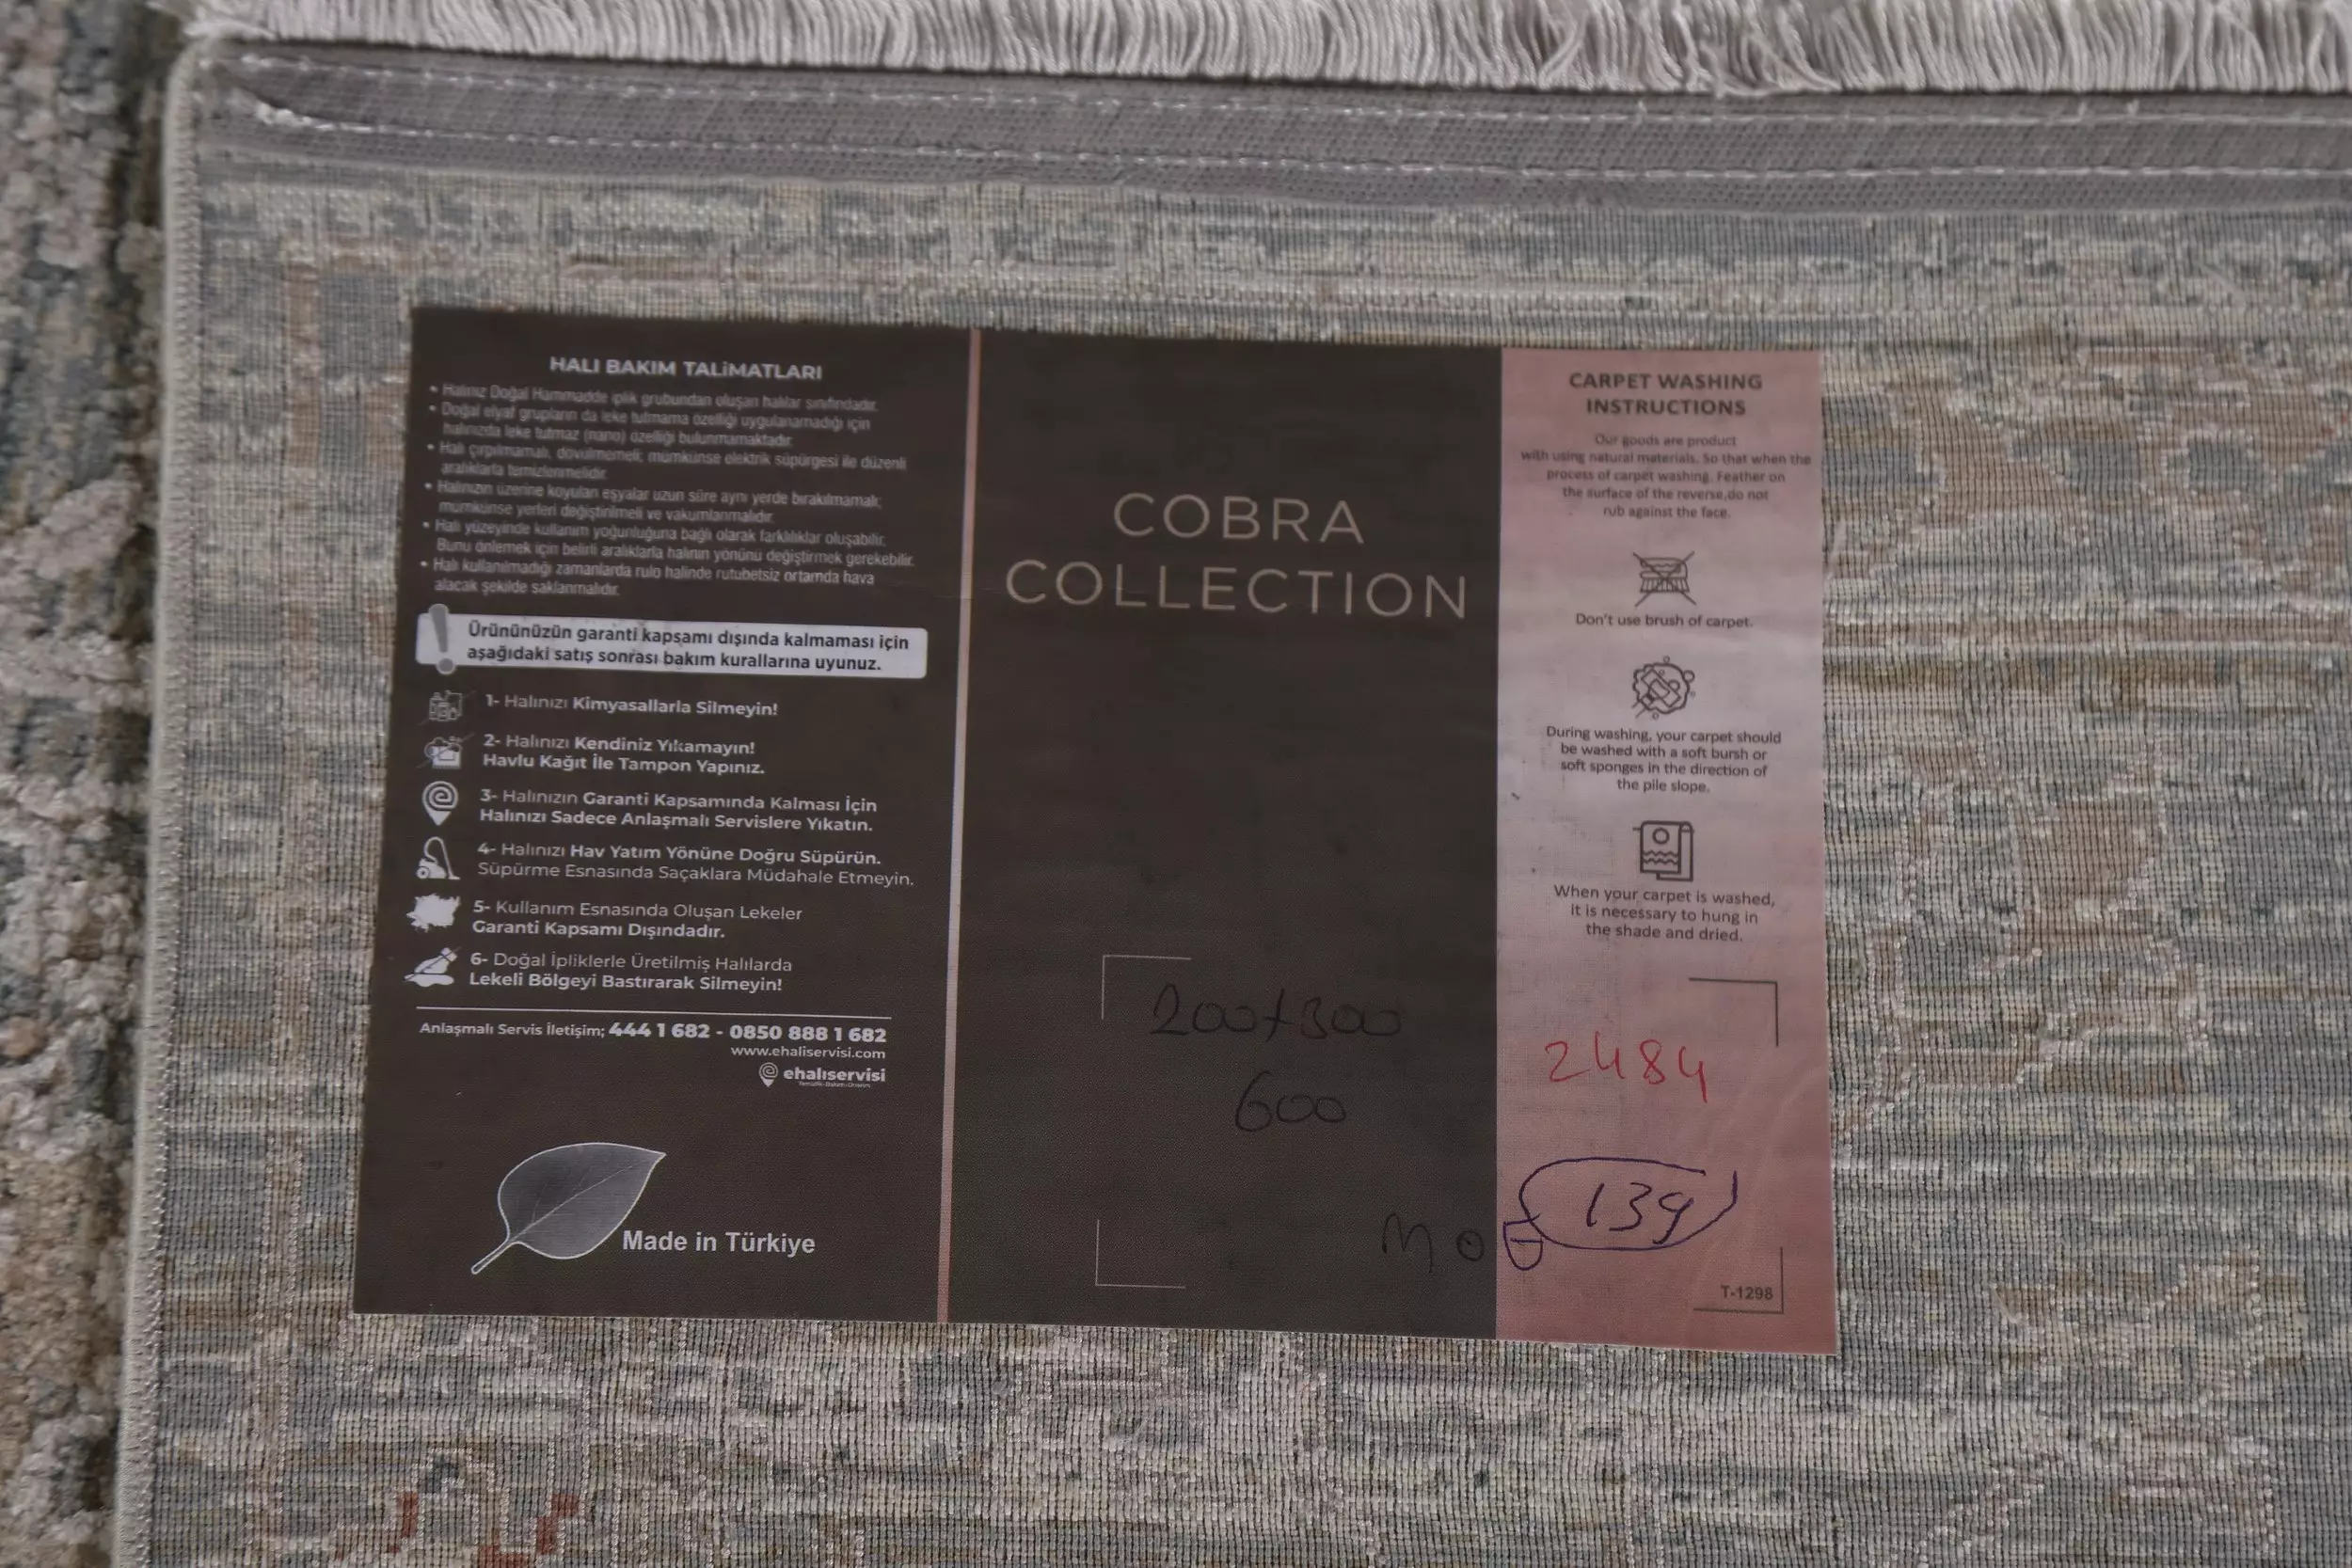 HALI BAKIM TALİMATLARI
• Halınız Doğal Hammadde iplik grubundan oluşan halılar sınıfındadır.
• Doğal elyaf grupların da leke tutmama özelliği uygulanamadığı için
halınızda leke tutmaz (nano) özelliği bulunmamaktadır.
• Halı çırpılmamalı, dövülmemeli; mümkünse elektrik süpürgesi ile düzenli
aralıklarla temizlenmelidir.
• Halınızın üzerine koyulan eşyalar uzun süre aynı yerde bırakılmamalı;
mümkünse yerleri değiştirilmeli ve vakumlanmalıdır.
• Halı yüzeyinde kullanım yoğunluğuna bağlı olarak farklılıklar oluşabilir.
Bunu önlemek için belirli aralıklarla halının yönünü değiştirmek gerekebilir.
• Halı kullanılmadığı zamanlarda rulo halinde rutubetsiz ortamda hava
alacak şekilde saklanmalıdır.
Ürününüzün garanti kapsamı dışında kalmaması için
aşağıdaki satış sonrası bakım kurallarına uyunuz.
1- Halınızı Kimyasallarla Silmeyin!
2- Halınızı Kendiniz Yıkamayın!
Havlu Kağıt İle Tampon Yapınız.
3- Halınızın Garanti Kapsamında Kalması İçin
Halınızı Sadece Anlaşmalı Servislere Yıkatın.
4- Halınızı Hav Yatım Yönüne Doğru Süpürün.
Süpürme Esnasında Saçaklara Müdahale Etmeyin.
5- Kullanım Esnasında Oluşan Lekeler
Garanti Kapsamı Dışındadır.
6- Doğal İpliklerle Üretilmiş Halılarda
Lekeli Bölgeyi Bastırarak Silmeyin!
Anlaşmalı Servis İletişim; 444 1 682 - 0850 888 1 682
www.ehaliservisi.com
ehalıservisi
Made in Türkiye
COBRA
COLLECTION
200+300
600
CARPET WASHING
INSTRUCTIONS
Our goods are product
with using natural materials. So that when the
process of carpet washing. Feather on
the surface of the reverse,do not
rub against the face.
Don't use brush of carpet.
During washing, your carpet should
be washed with a soft bursh or
soft sponges in the direction of
the pile slope.
When your carpet is washed,
it is necessary to hung in
the shade and dried.
2484
139
T-1298